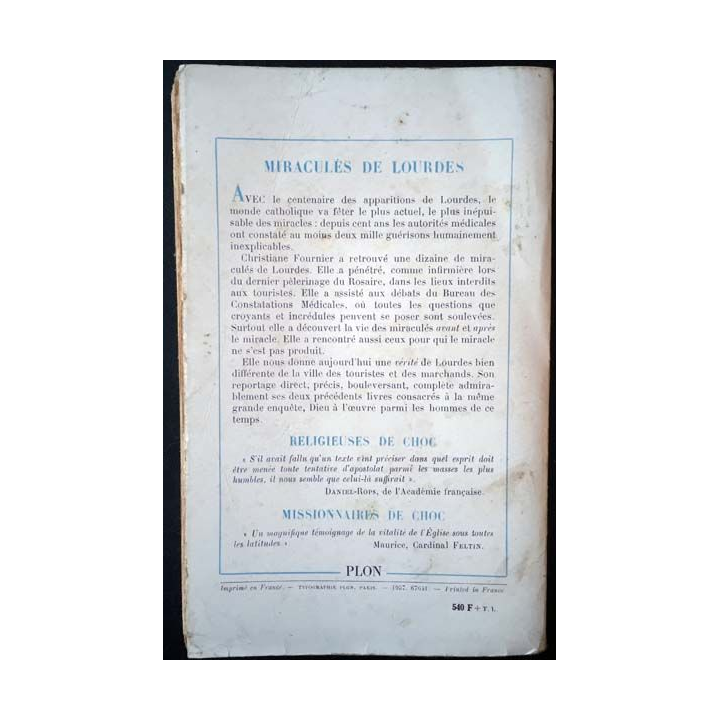 MIRACULÉS DE LOURDES
AVEC le centenaire des apparitions de Lourdes, le
monde catholique va fêter le plus actuel, le plus inépui-
sable des miracles : depuis cent ans les autorités médicales
ont constaté au moins deux mille guérisons humainement
inexplicables.
Christiane Fournier a retrouvé une dizaine de mira-
culés de Lourdes. Elle a pénétré, comme infirmière lors
du dernier pèlerinage du Rosaire, dans les lieux interdits
aux touristes. Elle a assisté aux débats du Bureau des
Constatations Médicales, où toutes les questions que
croyants et incrédules peuvent se poser sont soulevées.
Surtout elle a découvert la vie des miraculés avant et après
le miracle. Elle a rencontré aussi ceux pour qui le miracle
ne s'est pas produit.
Elle nous donne aujourd'hui une vérité de Lourdes bien
différente de la ville des touristes et des marchands. Son
reportage direct, précis, bouleversant, complète admira-
blement ses deux précédents livres consacrés à la même
grande enquête, Dieu à l'œuvre parmi les hommes de ce
temps.
RELIGIEUSES DE CHOC
« S'il avait fallu qu'un texte vînt préciser dans quel esprit doit
être menée toute tentative d'apostolat parmi les masses les plus
humbles, il nous semble que celui-là suffirait ».
DANIEL-ROPS, de l'Académie française.
MISSIONNAIRES DE CHOC
« Un magnifique témoignage de la vitalité de l'Église sous toutes
les latitudes » Maurice, Cardinal FELTIN.
PLON
Imprimé en France. — TYPOGRAPHIE PLON, PARIS. — 1957. 67641. — Printed in France
540 F + T. L.